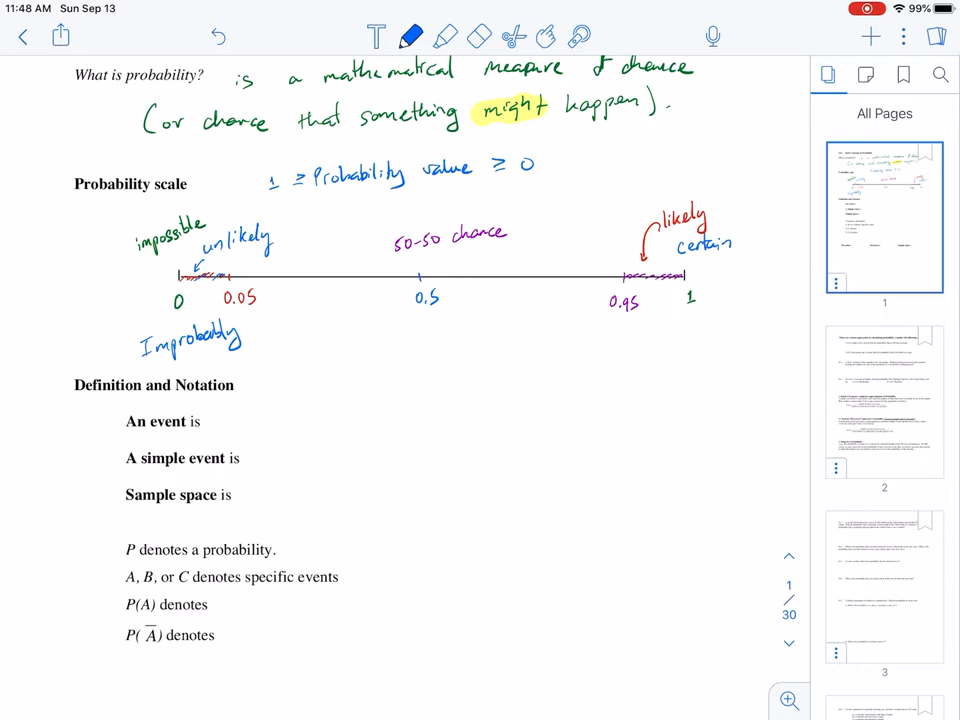 11:48 AM Sun Sep 13
99%
All Pages
What is probability? is a mathematical measure of chance
(or chance that something might happen).
Probability scale
1 ≥ Probability value ≥ 0
impossible
unlikely
50-50 chance
likely
certain
0
0.05
0.5
0.95
1
Improbably
Definition and Notation
An event is
A simple event is
Sample space is
P denotes a probability.
A, B, or C denotes specific events
P(A) denotes
P( A̅ ) denotes
1
/
30
1
2
3